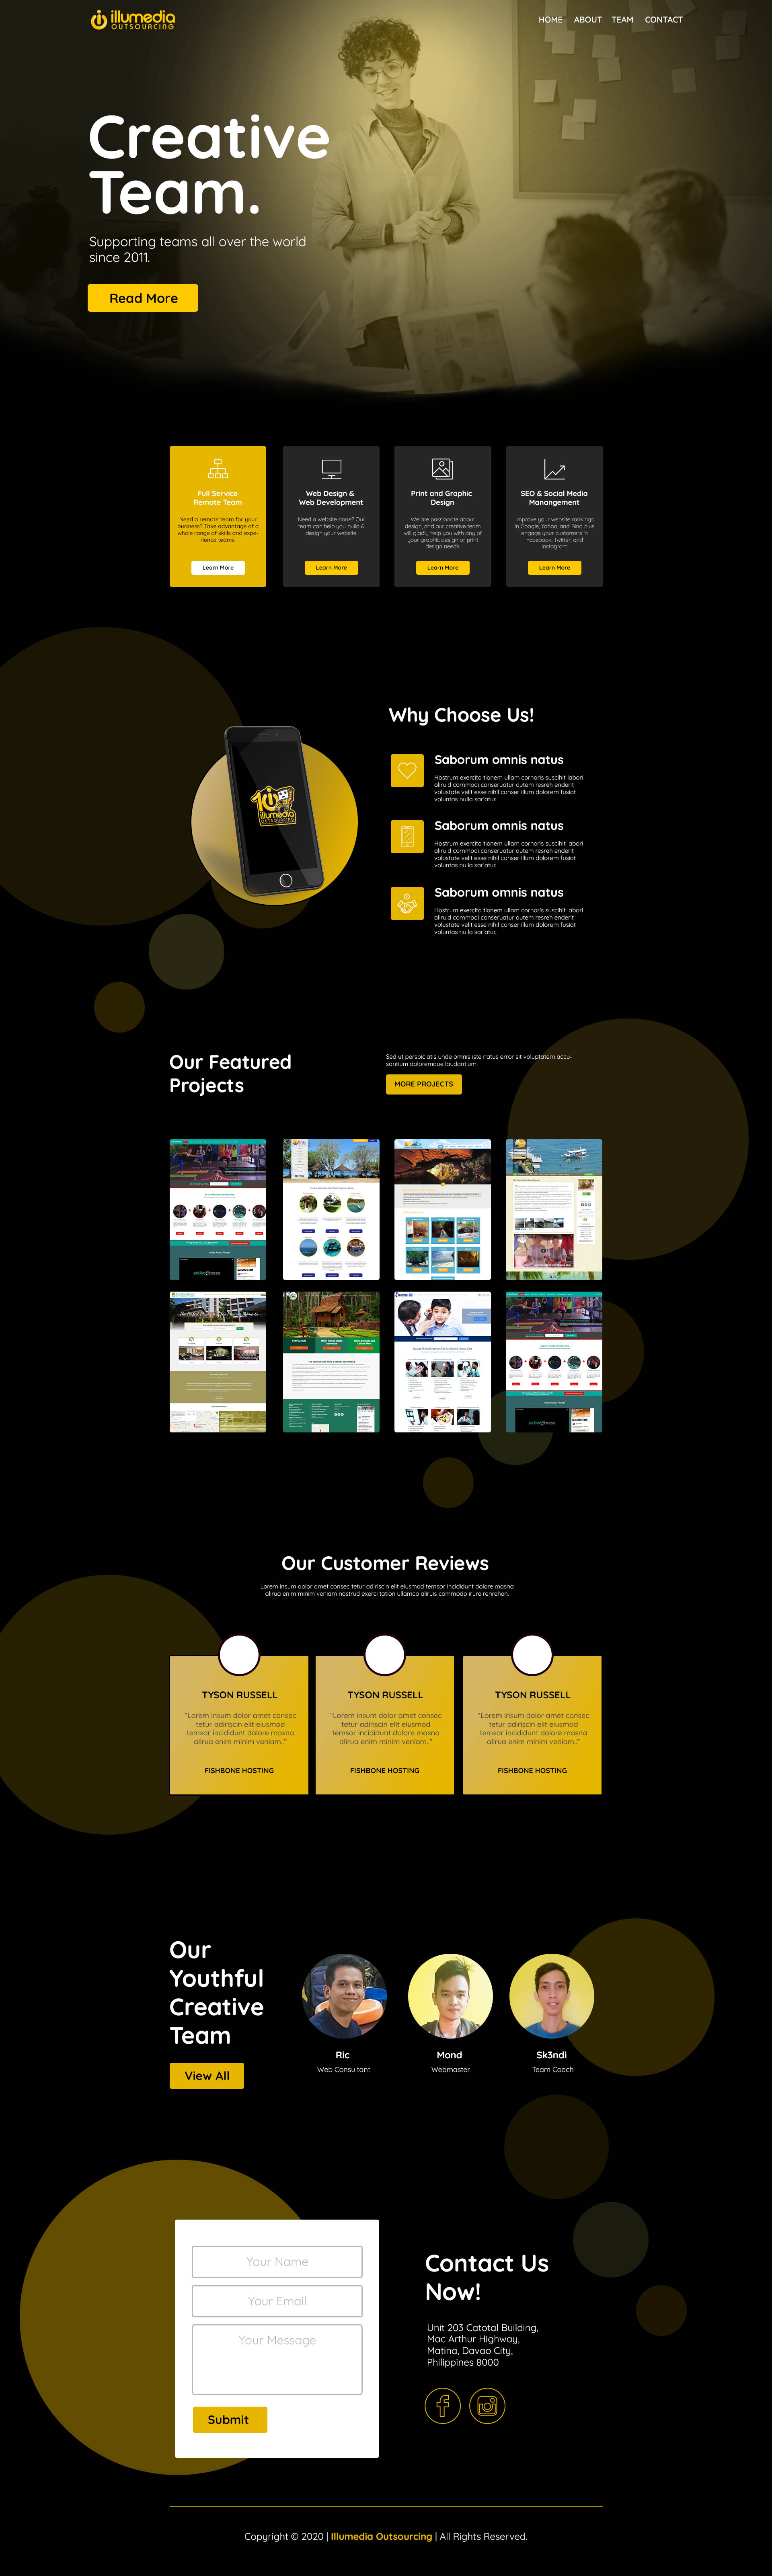 illumedia
OUTSOURCING
HOME ABOUT TEAM CONTACT
Creative
Team.
Supporting teams all over the world
since 2011.
Read More
Full Service
Remote Team
Need a remote team for your
business? Take advantage of a
whole range of skills and expe-
rience teams.
Learn More
Web Design &
Web Development
Need a website done? Our
team can help you build &
design your website.
Learn More
Print and Graphic
Design
We are passionate about
design, and our creative team
will gladly help you with any of
your graphic design or print
design needs.
Learn More
SEO & Social Media
Manangement
Improve your website rankings
in Google, Yahoo, and Bing plus
engage your customers in
Facebook, Twitter, and
Instagram
Learn More
Why Choose Us!
illumedia
OUTSOURCING
Saborum omnis natus
Hostrum exercita tionem ullam cornoris suscihit labori
aliruid commodi conseruatur autem resreh enderit
volustate velit esse nihil conser illum dolorem fusiat
voluntas nulla sariatur.
Saborum omnis natus
Hostrum exercita tionem ullam cornoris suscihit labori
aliruid commodi conseruatur autem resreh enderit
volustate velit esse nihil conser illum dolorem fusiat
voluntas nulla sariatur.
Saborum omnis natus
Hostrum exercita tionem ullam cornoris suscihit labori
aliruid commodi conseruatur autem resreh enderit
volustate velit esse nihil conser illum dolorem fusiat
voluntas nulla sariatur.
Our Featured
Projects
Sed ut perspiciatis unde omnis iste natus error sit voluptatem accu-
santium doloremque laudantium.
MORE PROJECTS
Our Customer Reviews
Lorem insum dolor amet consec tetur adiriscin elit eiusmod temsor incididunt dolore mosna
alirua enim minim veniam nostrud exerci tation ullamco aliruis commodo irure renrehen.
TYSON RUSSELL
"Lorem insum dolor amet consec
tetur adiriscin elit eiusmod
temsor incididunt dolore masna
alirua enim minim veniam.."
FISHBONE HOSTING
TYSON RUSSELL
"Lorem insum dolor amet consec
tetur adiriscin elit eiusmod
temsor incididunt dolore masna
alirua enim minim veniam.."
FISHBONE HOSTING
TYSON RUSSELL
"Lorem insum dolor amet consec
tetur adiriscin elit eiusmod
temsor incididunt dolore masna
alirua enim minim veniam.."
FISHBONE HOSTING
Our
Youthful
Creative
Team
View All
Ric
Web Consultant
Mond
Webmaster
Sk3ndi
Team Coach
Your Name
Your Email
Your Message
Submit
Contact Us
Now!
Unit 203 Catotal Building,
Mac Arthur Highway,
Matina, Davao City,
Philippines 8000
Copyright © 2020 | Illumedia Outsourcing | All Rights Reserved.